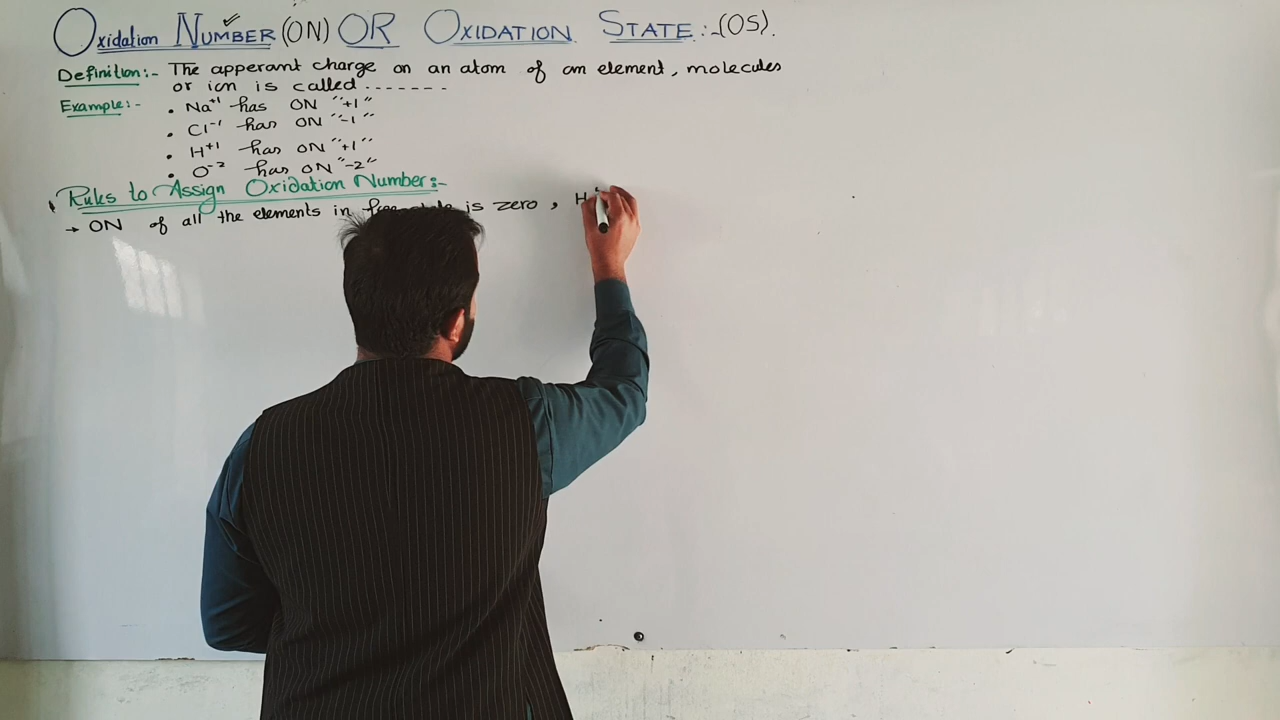 Oxidation NUMBER (ON) OR OXIDATION STATE:-(OS).
Definition:- The apperant charge on an atom of an element, molecules
or ion is called .......
Example:- • Na⁺¹ has ON "+1"
• Cl⁻¹ has ON "-1"
• H⁺¹ has ON "+1"
• O⁻² has ON "-2"
Rules to Assign Oxidation Number:-
→ ON of all the elements in is zero, H